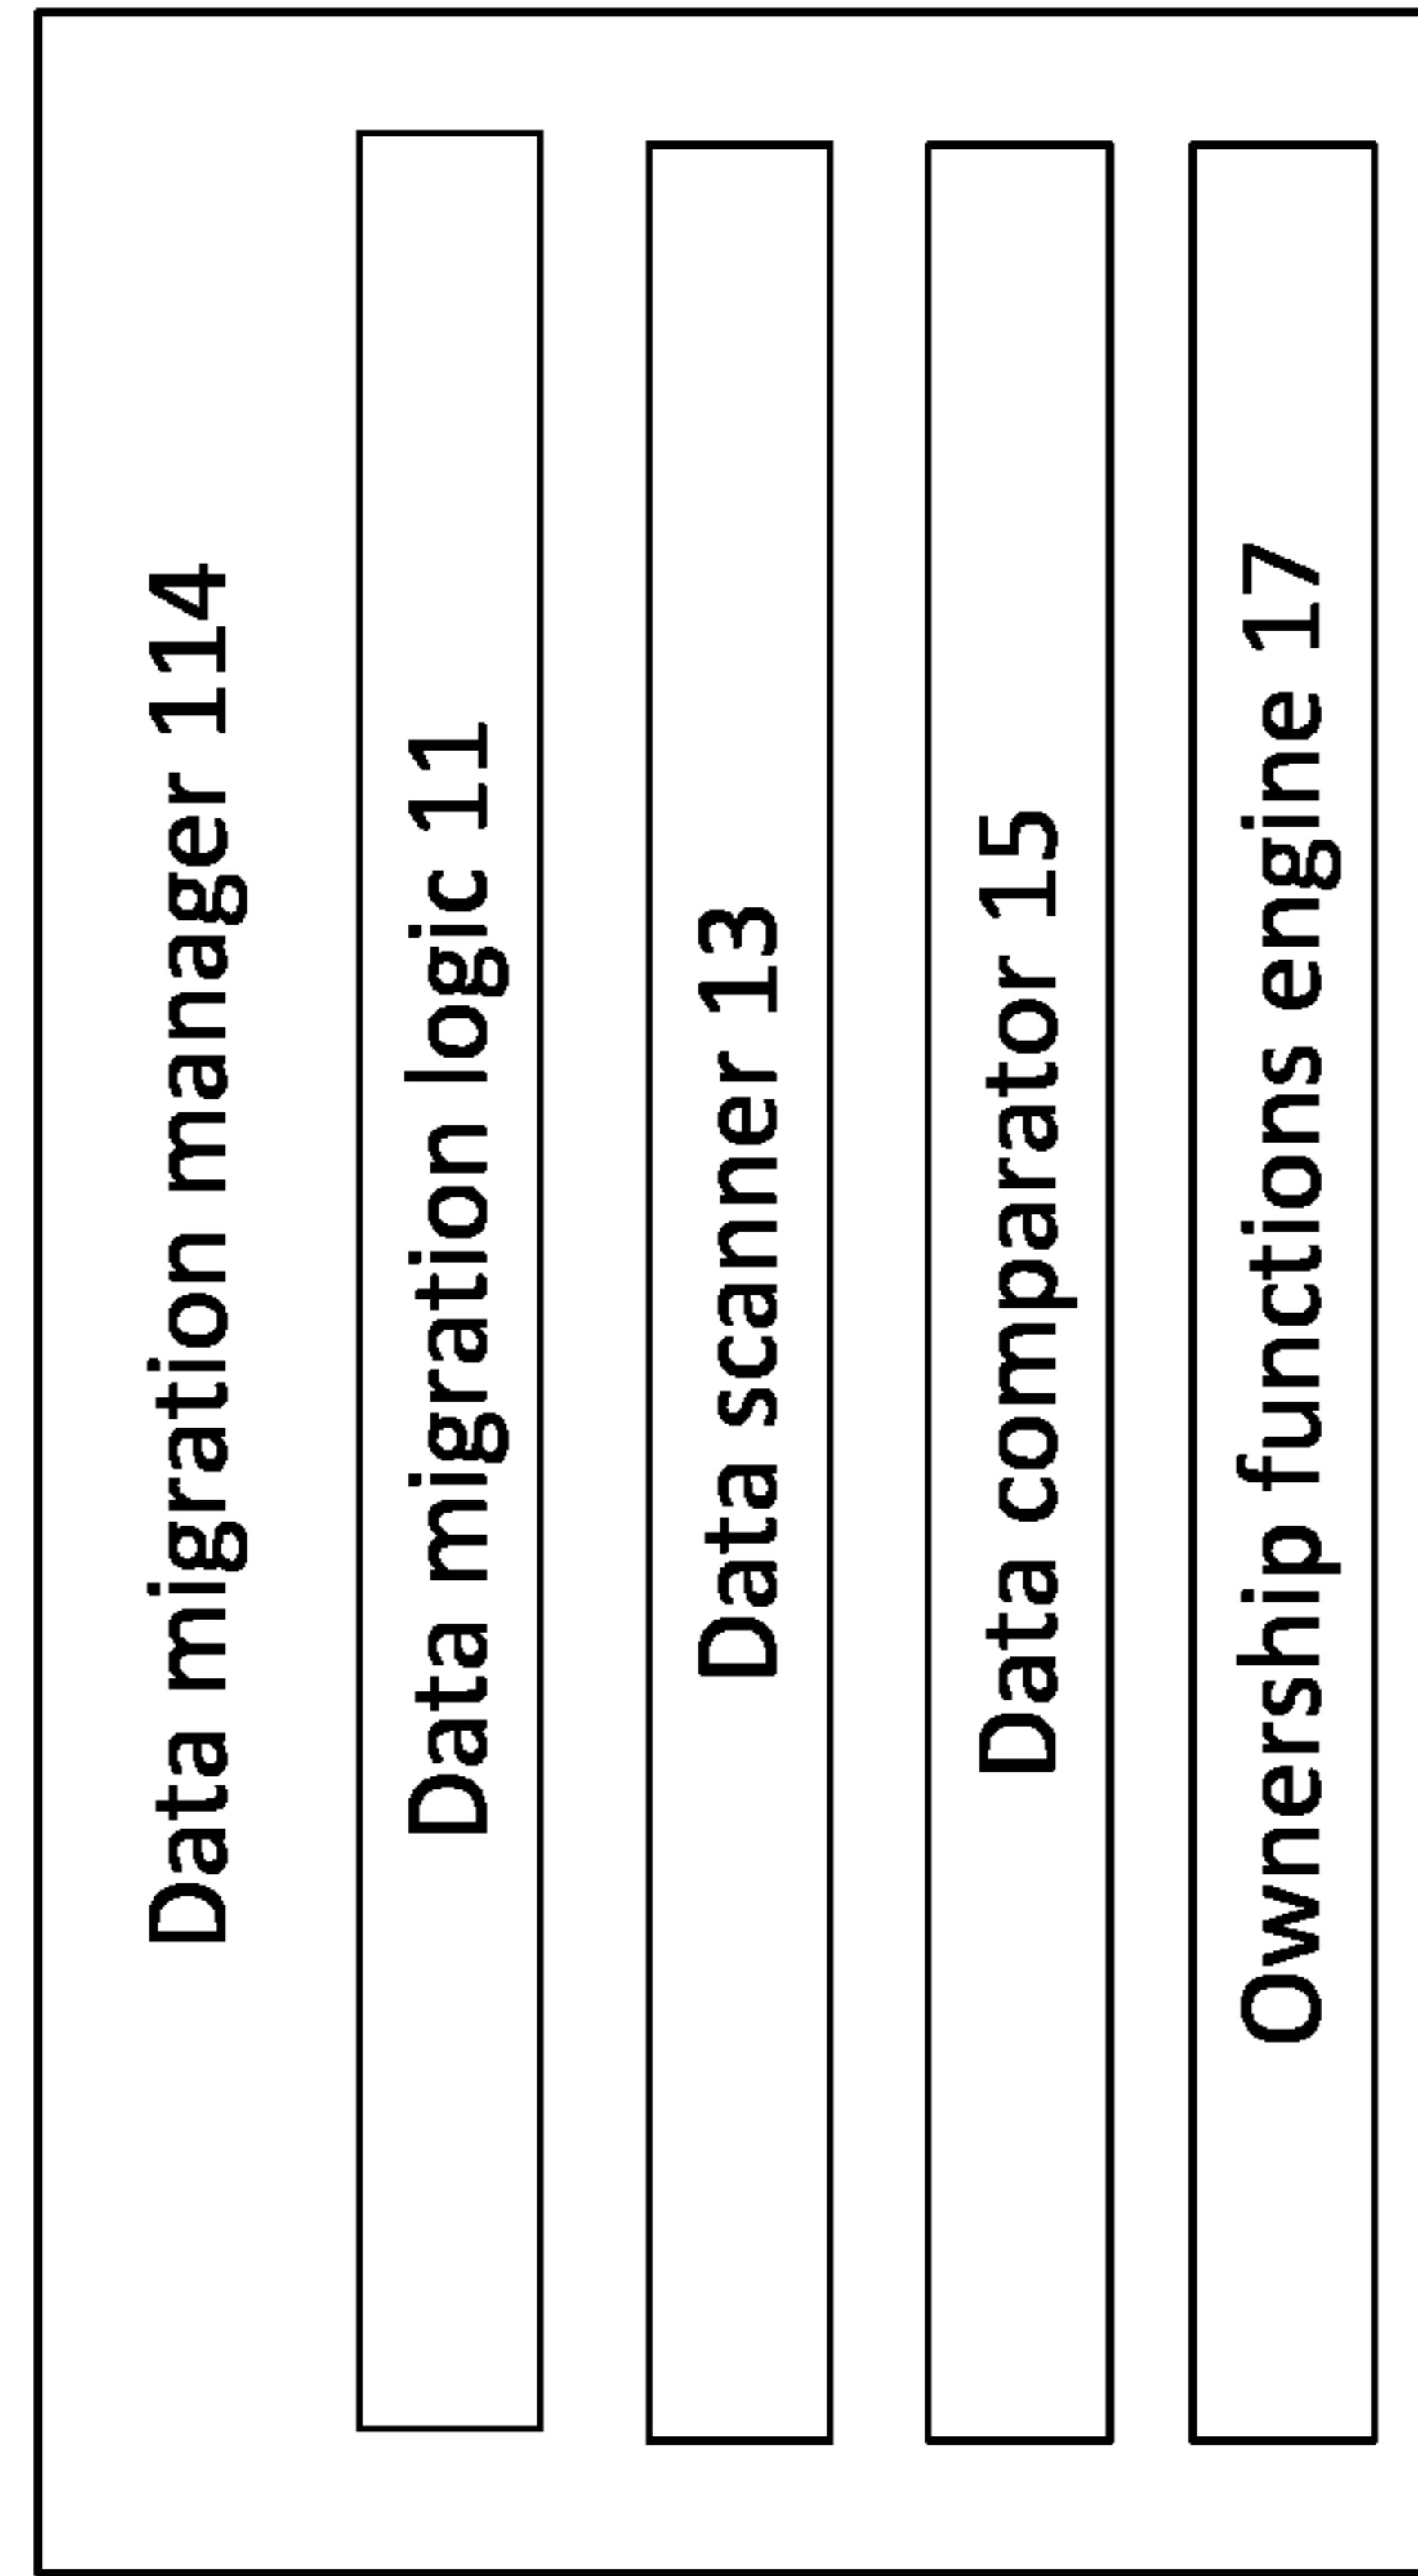 Data migration manager 114
Data migration logic 11
Data scanner 13
Data comparator 15
Ownership functions engine 17